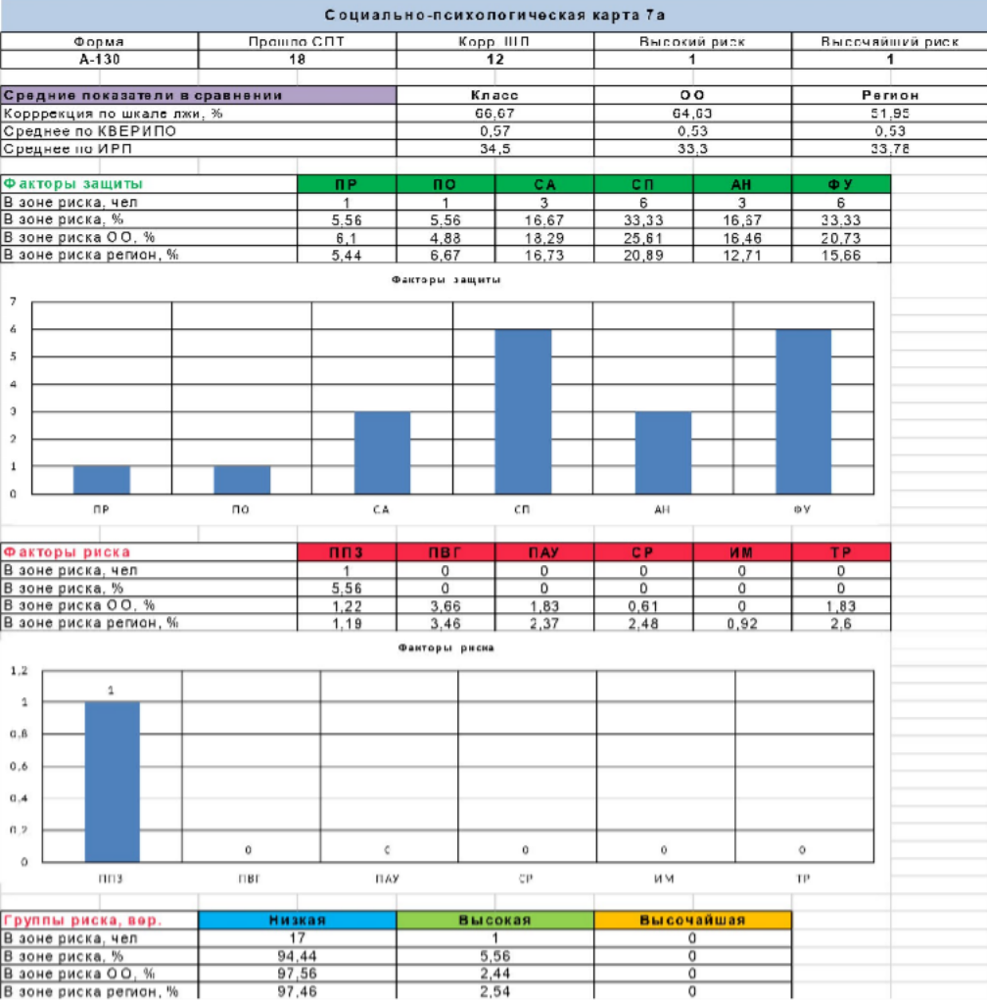 Социально-психологическая карта 7а
Форма Прошло СПТ Корр. ШЛ Высокий риск Высочайший риск
А-130 18 12 1 1
Средние показатели в сравнении Класс ОО Регион
Корррекция по шкале лжи, % 66,67 64,63 51,95
Среднее по КВЕРИПО 0,57 0,53 0,53
Среднее по ИРП 34,5 33,3 33,78
Факторы защиты ПР ПО СА СП АН ФУ
В зоне риска, чел 1 1 3 6 3 6
В зоне риска, % 5,56 5,56 16,67 33,33 16,67 33,33
В зоне риска ОО, % 6,1 4,88 18,29 25,61 16,46 20,73
В зоне риска регион, % 5,44 6,67 16,73 20,89 12,71 15,66
Факторы защиты
7
6
5
4
3
2
1
0
ПР ПО СА СП АН ФУ
Факторы риска ППЗ ПВГ ПАУ СР ИМ ТР
В зоне риска, чел 1 0 0 0 0 0
В зоне риска, % 5,56 0 0 0 0 0
В зоне риска ОО, % 1,22 3,66 1,83 0,61 0 1,83
В зоне риска регион, % 1,19 3,46 2,37 2,48 0,92 2,6
Факторы риска
1,2
1 1
0,8
0,6
0,4
0,2
0 0 0 0 0 0
ППЗ ПВГ ПАУ СР ИМ ТР
Группы риска, вер. Низкая Высокая Высочайшая
В зоне риска, чел 17 1 0
В зоне риска, % 94,44 5,56 0
В зоне риска ОО, % 97,56 2,44 0
В зоне риска регион, % 97,46 2,54 0